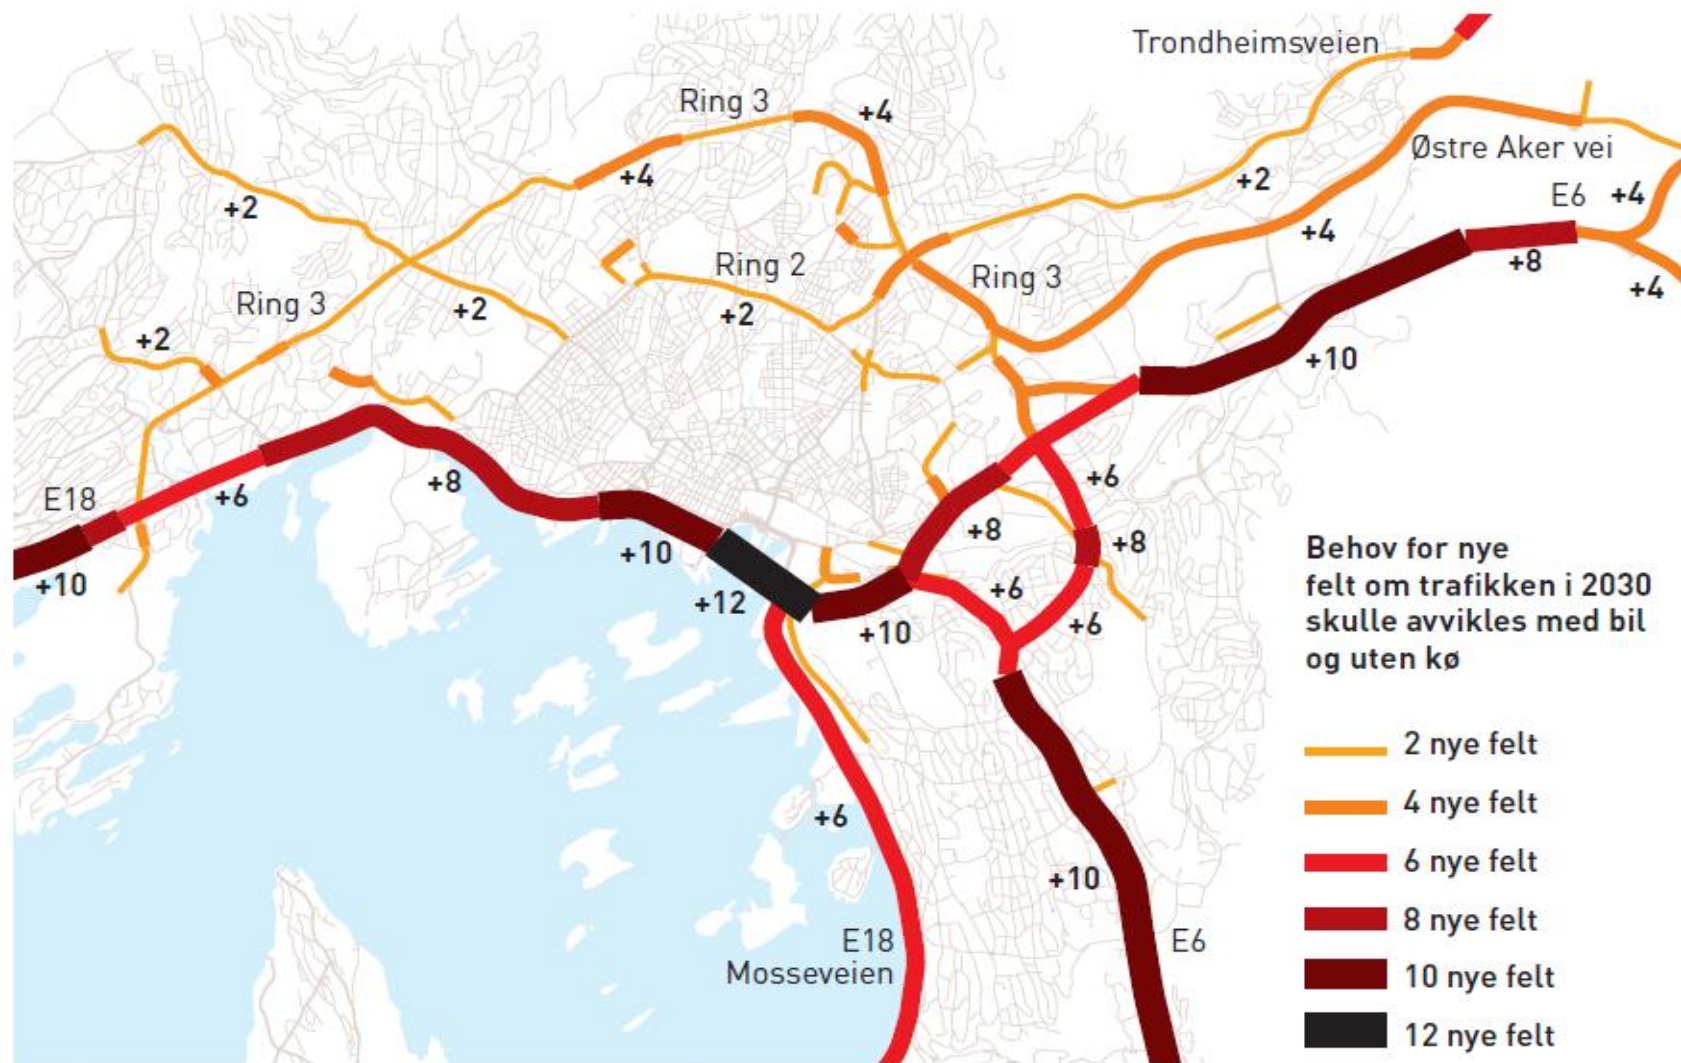 Trondheimsveien
Ring 3
+4
Østre Aker vei
+4
+2
E6
+4
+2
+4
Ring 2
Ring 3
+8
+4
Ring 3
+2
+2
+2
+10
E18
+6
+8
+6
+8
+8
+10
+10
+12
+6
+6
+10
Behov for nye
felt om trafikken i 2030
skulle avvikles med bil
og uten kø
2 nye felt
4 nye felt
+6
6 nye felt
+10
8 nye felt
E18
Mosseveien
E6
10 nye felt
12 nye felt